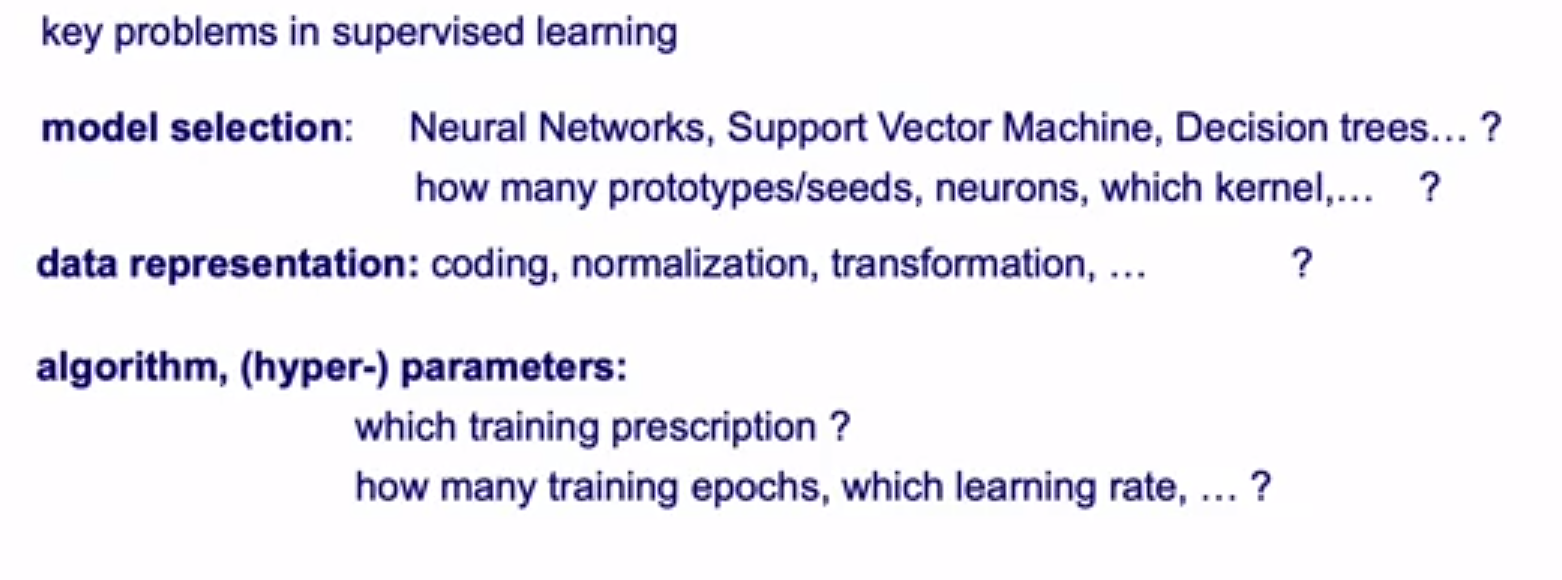 key problems in supervised learning
model selection: Neural Networks, Support Vector Machine, Decision trees... ?
how many prototypes/seeds, neurons, which kernel,... ?
data representation: coding, normalization, transformation, ... ?
algorithm, (hyper-) parameters:
which training prescription ?
how many training epochs, which learning rate, ... ?